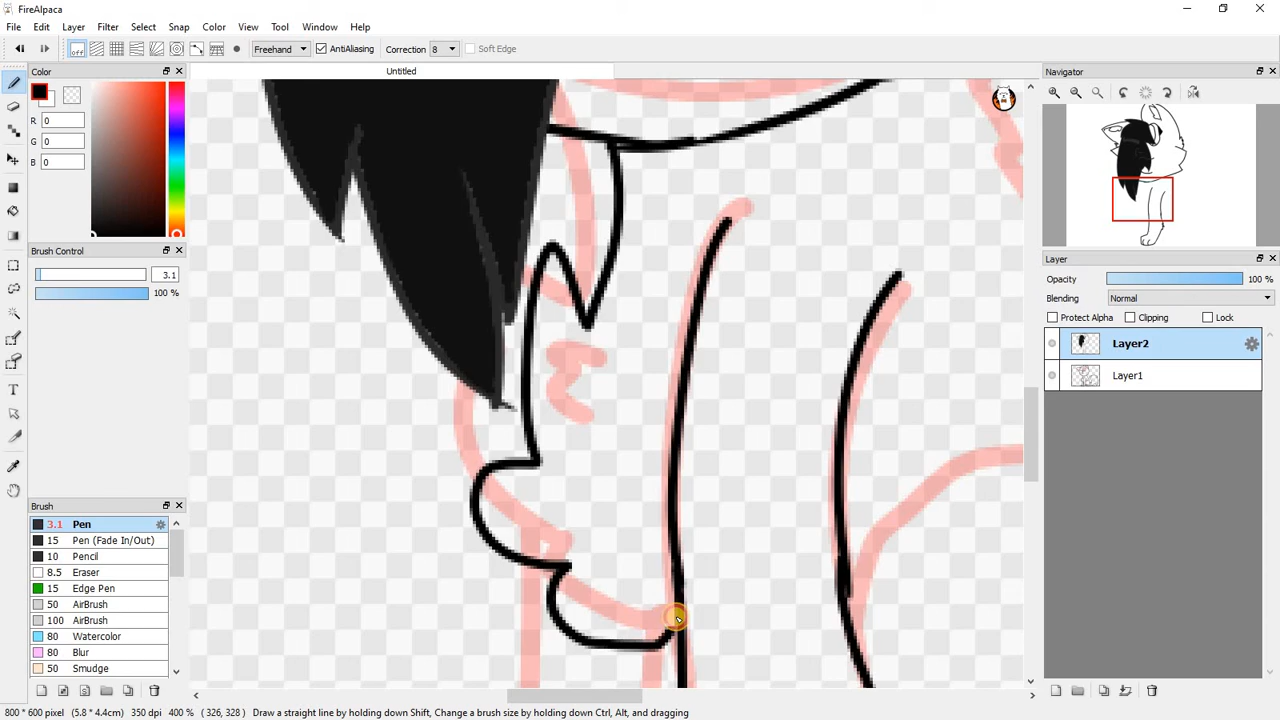 FireAlpaca
File Edit Layer Filter Select Snap Color View Tool Window Help
off Freehand AntiAliasing Correction 8 Soft Edge
Color
R 0
G 0
B 0
Brush Control
3.1
100 %
Brush
3.1 Pen
15 Pen (Fade In/Out)
10 Pencil
8.5 Eraser
15 Edge Pen
50 AirBrush
100 AirBrush
80 Watercolor
80 Blur
50 Smudge
Untitled
Navigator
Layer
Opacity 100 %
Blending Normal
Protect Alpha Clipping Lock
Layer2
Layer1
800 * 600 pixel (5.8 * 4.4cm) 350 dpi 400 % (326, 328) Draw a straight line by holding down Shift, Change a brush size by holding down Ctrl, Alt, and dragging